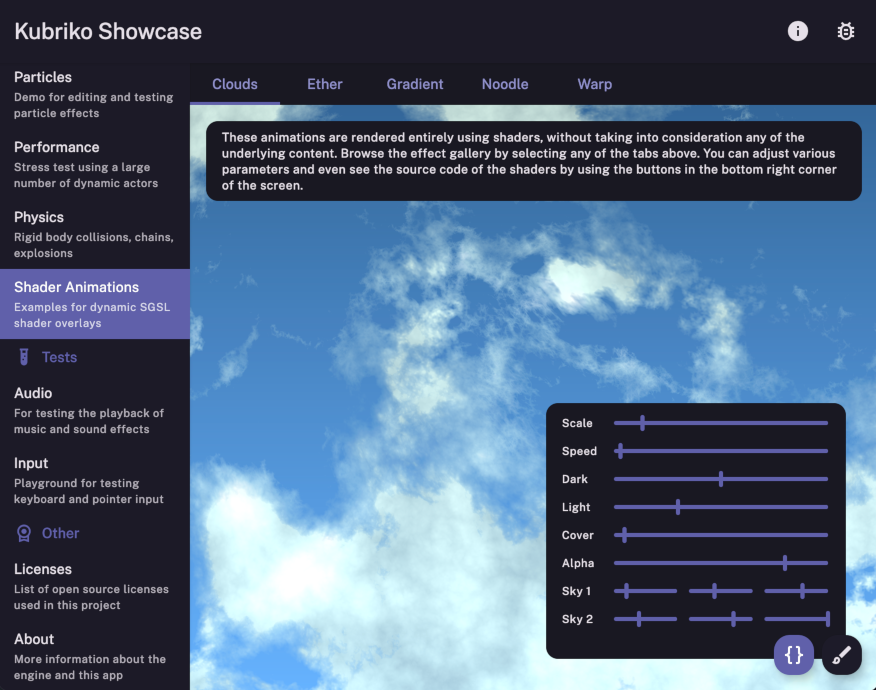 Kubriko Showcase
Particles
Demo for editing and testing
particle effects
Performance
Stress test using a large
number of dynamic actors
Physics
Rigid body collisions, chains,
explosions
Shader Animations
Examples for dynamic SGSL
shader overlays
Tests
Audio
For testing the playback of
music and sound effects
Input
Playground for testing
keyboard and pointer input
Other
Licenses
List of open source licenses
used in this project
About
More information about the
engine and this app
Clouds
Ether
Gradient
Noodle
Warp
These animations are rendered entirely using shaders, without taking into consideration any of the
underlying content. Browse the effect gallery by selecting any of the tabs above. You can adjust various
parameters and even see the source code of the shaders by using the buttons in the bottom right corner
of the screen.
Scale
Speed
Dark
Light
Cover
Alpha
Sky 1
Sky 2
{}